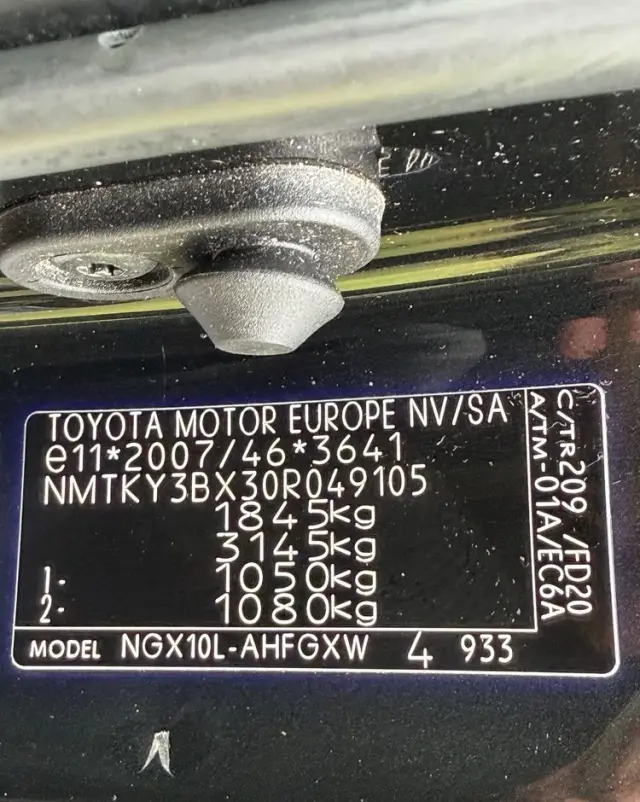 TOYOTA MOTOR EUROPE NV/SA
e11*2007/46*3641
NMTKY3BX30R049105
1845kg
3145kg
1- 1050kg
2- 1080kg
C/TR209 /FD20
A/TM-01A/EC6A
MODEL NGX10L-AHFGXW 4 933